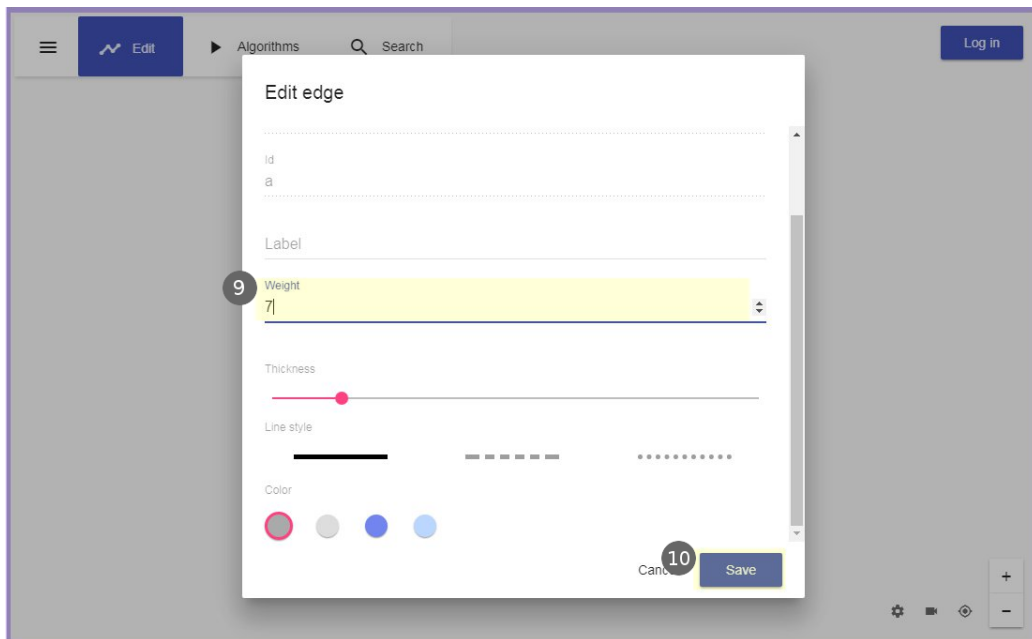 Edit Algorithms Search Log in
Edit edge
Id
a
Label
9 Weight
7
Thickness
Line style
Color
10
Save
+
−